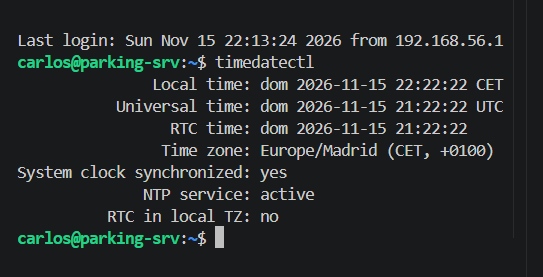 Last login: Sun Nov 15 22:13:24 2026 from 192.168.56.1
carlos@parking-srv:~$ timedatectl
Local time: dom 2026-11-15 22:22:22 CET
Universal time: dom 2026-11-15 21:22:22 UTC
RTC time: dom 2026-11-15 21:22:22
Time zone: Europe/Madrid (CET, +0100)
System clock synchronized: yes
NTP service: active
RTC in local TZ: no
carlos@parking-srv:~$